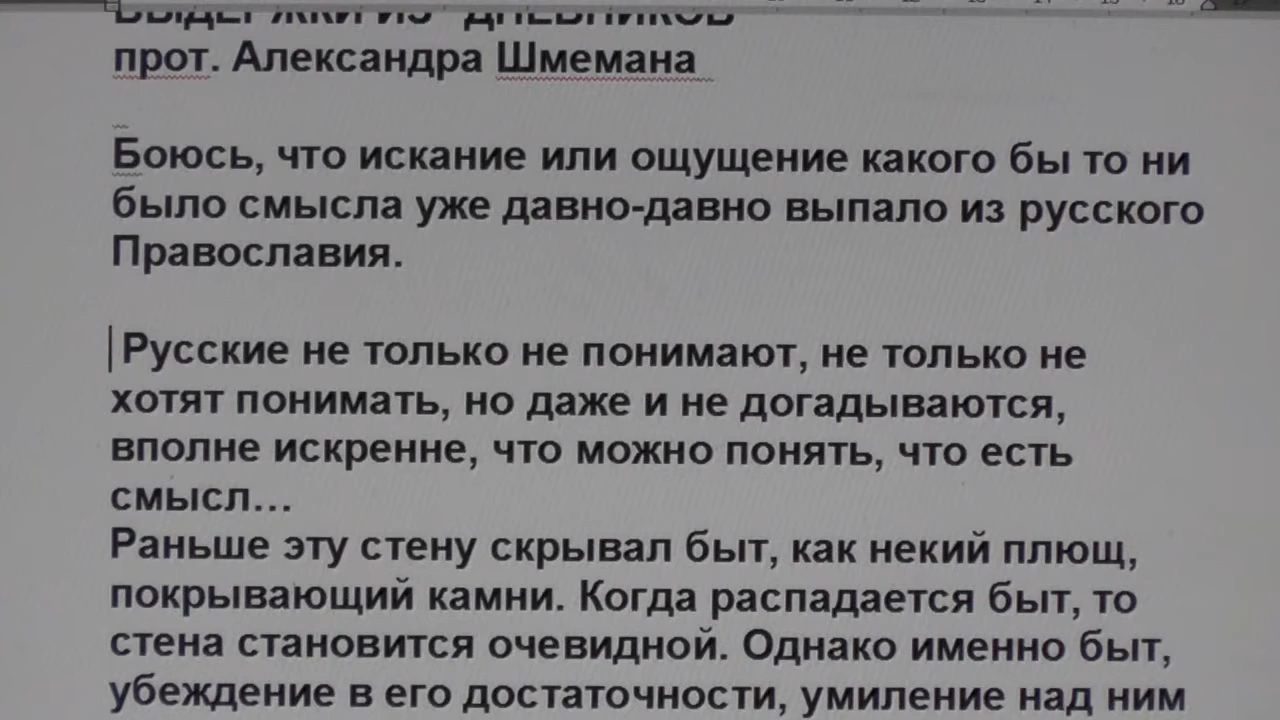 ВЫДЕРЖКИ ИЗ "ДНЕВНИКОВ
прот. Александра Шмемана
Боюсь, что искание или ощущение какого бы то ни
было смысла уже давно-давно выпало из русского
Православия.
Русские не только не понимают, не только не
хотят понимать, но даже и не догадываются,
вполне искренне, что можно понять, что есть
смысл...
Раньше эту стену скрывал быт, как некий плющ,
покрывающий камни. Когда распадается быт, то
стена становится очевидной. Однако именно быт,
убеждение в его достаточности, умиление над ним